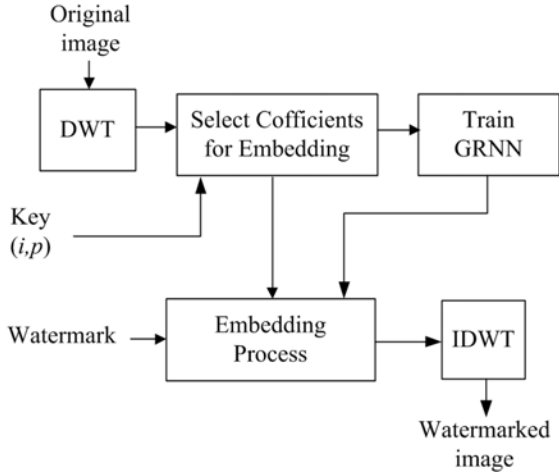 Original
image
DWT
Select Cofficients
for Embedding
Train
GRNN
Key
(i,p)
Watermark
Embedding
Process
IDWT
Watermarked
image